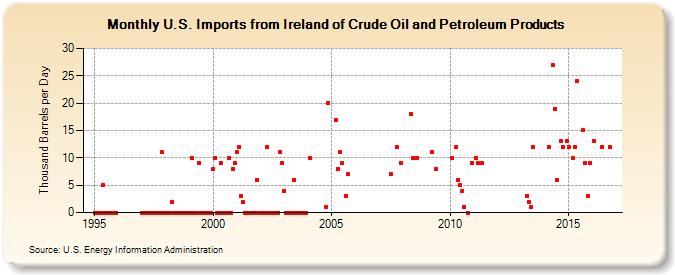 Monthly U.S. Imports from Ireland of Crude Oil and Petroleum Products
Thousand Barrels per Day
30
25
20
15
10
5
0
1995 2000 2005 2010 2015
Source: U.S. Energy Information Administration